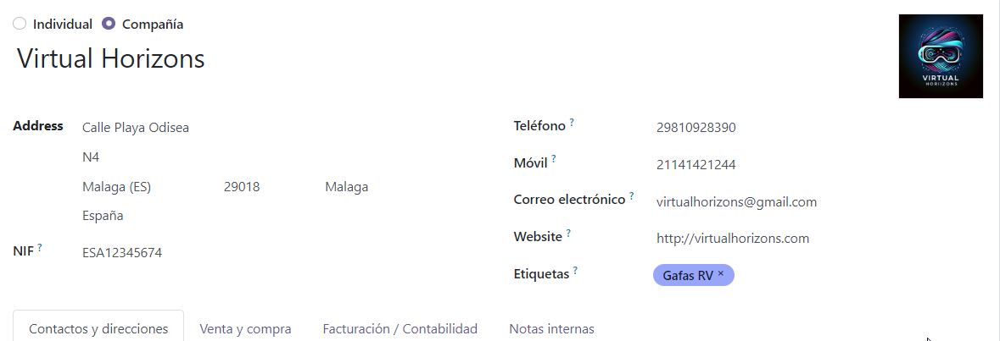 Individual Compañía
Virtual Horizons
VIRTUAL
HORIIZONS
Address Calle Playa Odisea
N4
Malaga (ES) 29018 Malaga
España
NIF ? ESA12345674
Teléfono ? 29810928390
Móvil ? 21141421244
Correo electrónico ? virtualhorizons@gmail.com
Website ? http://virtualhorizons.com
Etiquetas ? Gafas RV ×
Contactos y direcciones Venta y compra Facturación / Contabilidad Notas internas